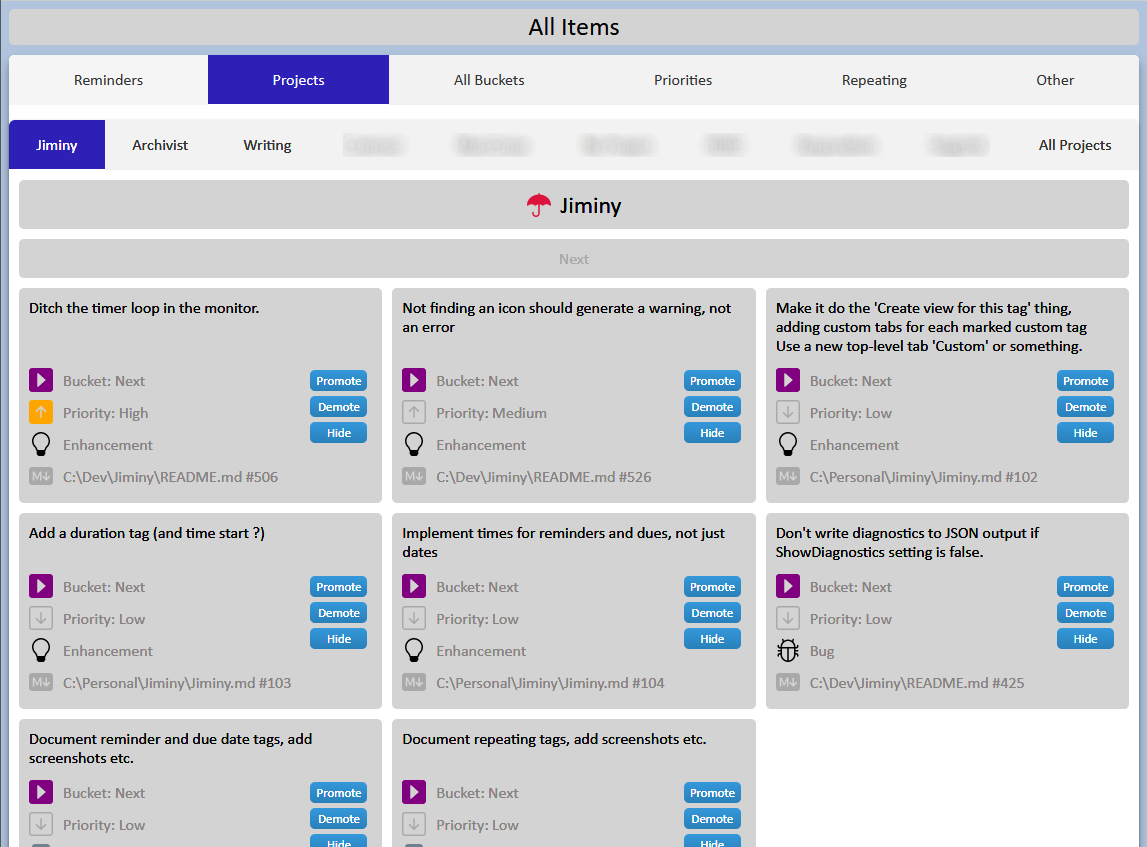 All Items
Reminders Projects All Buckets Priorities Repeating Other
Jiminy Archivist Writing All Projects
Jiminy
Next
Ditch the timer loop in the monitor.
Bucket: Next
Promote
Priority: High
Demote
Enhancement
Hide
M↓ C:\Dev\Jiminy\README.md #506
Not finding an icon should generate a warning, not
an error
Bucket: Next
Promote
Priority: Medium
Demote
Enhancement
Hide
M↓ C:\Dev\Jiminy\README.md #526
Make it do the 'Create view for this tag' thing,
adding custom tabs for each marked custom tag
Use a new top-level tab 'Custom' or something.
Bucket: Next
Promote
Priority: Low
Demote
Enhancement
Hide
M↓ C:\Personal\Jiminy\Jiminy.md #102
Add a duration tag (and time start ?)
Bucket: Next
Promote
Priority: Low
Demote
Enhancement
Hide
M↓ C:\Personal\Jiminy\Jiminy.md #103
Implement times for reminders and dues, not just
dates
Bucket: Next
Promote
Priority: Low
Demote
Enhancement
Hide
M↓ C:\Personal\Jiminy\Jiminy.md #104
Don't write diagnostics to JSON output if
ShowDiagnostics setting is false.
Bucket: Next
Promote
Priority: Low
Demote
Bug
Hide
M↓ C:\Dev\Jiminy\README.md #425
Document reminder and due date tags, add
screenshots etc.
Bucket: Next
Promote
Priority: Low
Demote
Hide
Document repeating tags, add screenshots etc.
Bucket: Next
Promote
Priority: Low
Demote
Hide